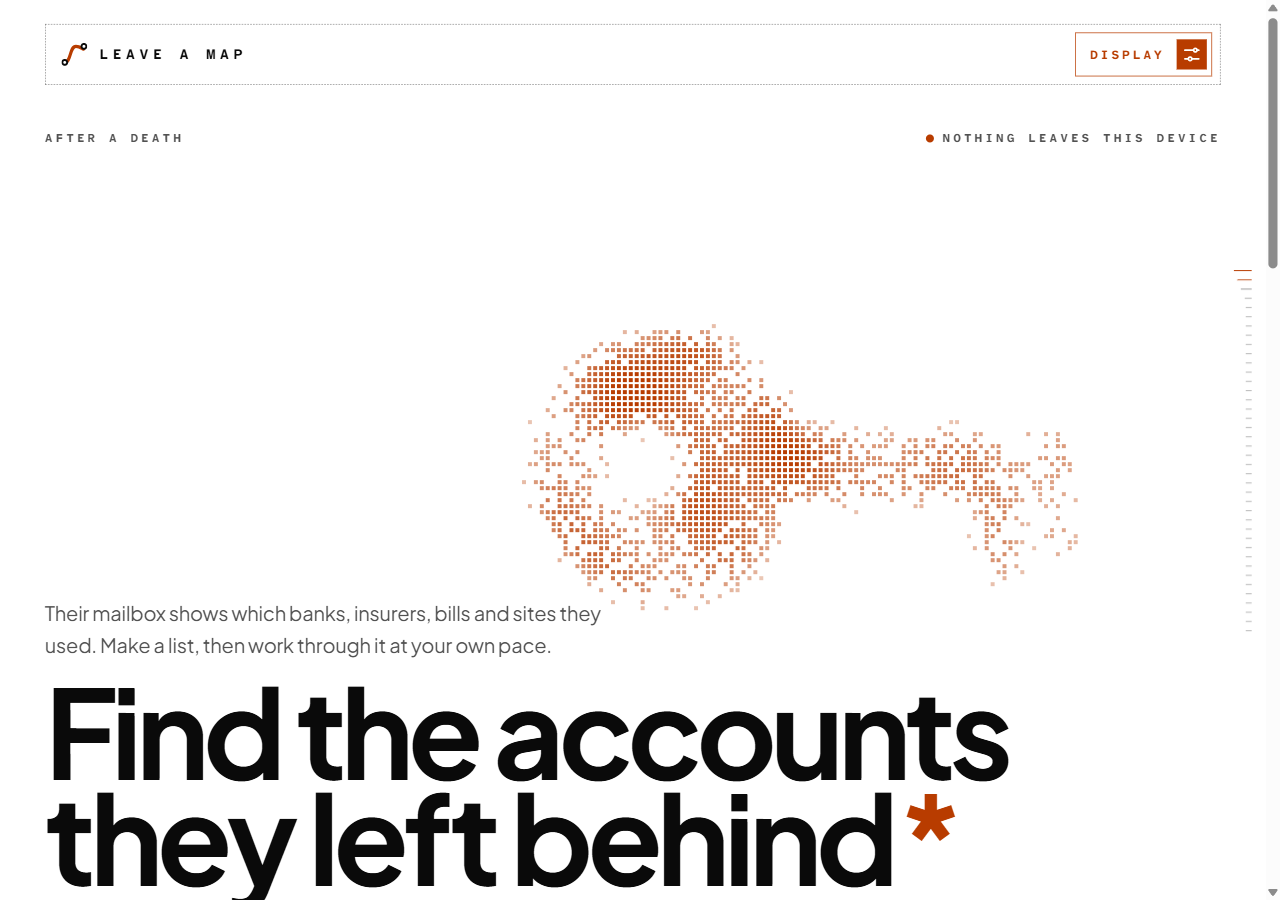 LEAVE A MAP
DISPLAY
AFTER A DEATH
NOTHING LEAVES THIS DEVICE
Their mailbox shows which banks, insurers, bills and sites they
used. Make a list, then work through it at your own pace.
Find the accounts
they left behind*